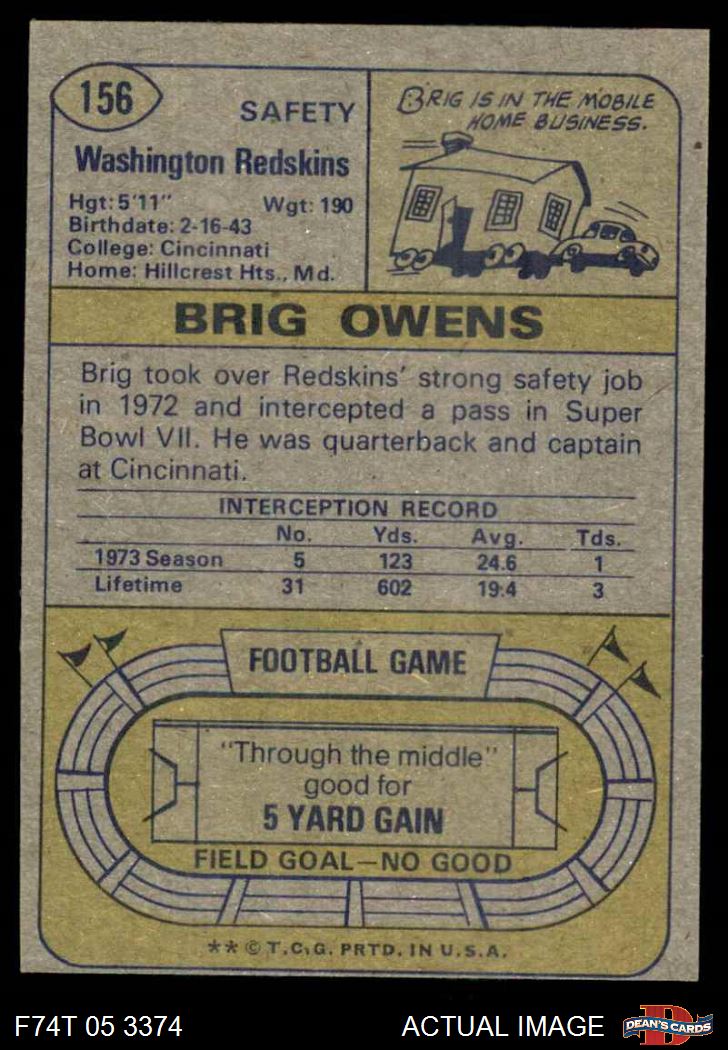 156
SAFETY
Washington Redskins
Hgt: 5'11" Wgt: 190
Birthdate: 2-16-43
College: Cincinnati
Home: Hillcrest Hts., Md.
BRIG IS IN THE MOBILE
HOME BUSINESS.
BRIG OWENS
Brig took over Redskins' strong safety job
in 1972 and intercepted a pass in Super
Bowl VII. He was quarterback and captain
at Cincinnati.
INTERCEPTION RECORD
No. Yds. Avg. Tds.
1973 Season 5 123 24.6 1
Lifetime 31 602 19.4 3
FOOTBALL GAME
"Through the middle"
good for
5 YARD GAIN
FIELD GOAL—NO GOOD
** © T.C.G. PRTD. IN U.S.A.
F74T 05 3374 ACTUAL IMAGE
DEAN'S CARDS